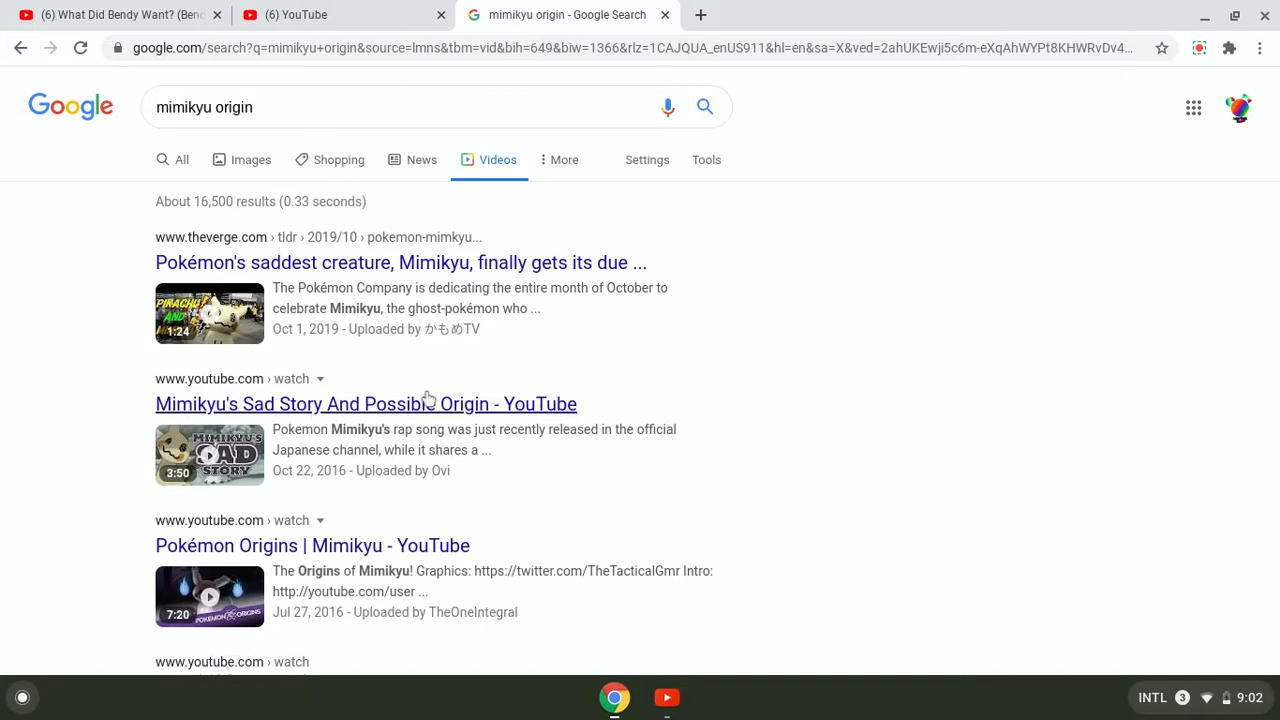 (6) What Did Bendy Want? (Ben
(6) YouTube
mimikyu origin - Google Search
google.com/search?q=mimikyu+origin&source=lmns&tbm=vid&bih=649&biw=1366&rlz=1CAJQUA_enUS911&hl=en&sa=X&ved=2ahUKEwji5c6m-eXqAhWYPt8KHWRvDv4...
Google
mimikyu origin
All Images Shopping News Videos More Settings Tools
About 16,500 results (0.33 seconds)
www.theverge.com › tldr › 2019/10 › pokemon-mimkyu...
Pokémon's saddest creature, Mimikyu, finally gets its due ...
The Pokémon Company is dedicating the entire month of October to
celebrate Mimikyu, the ghost-pokémon who ...
Oct 1, 2019 - Uploaded by かもめTV
PIKACHU
AND
1:24
www.youtube.com › watch
Mimikyu's Sad Story And Possible Origin - YouTube
Pokemon Mimikyu's rap song was just recently released in the official
Japanese channel, while it shares a ...
Oct 22, 2016 - Uploaded by Ovi
MIMIKYU'S
SAD
STORY
3:50
www.youtube.com › watch
Pokémon Origins | Mimikyu - YouTube
The Origins of Mimikyu! Graphics: https://twitter.com/TheTacticalGmr Intro:
http://youtube.com/user ...
Jul 27, 2016 - Uploaded by TheOneIntegral
POKEMON ORIGINS
7:20
www.youtube.com › watch
INTL 3 9:02